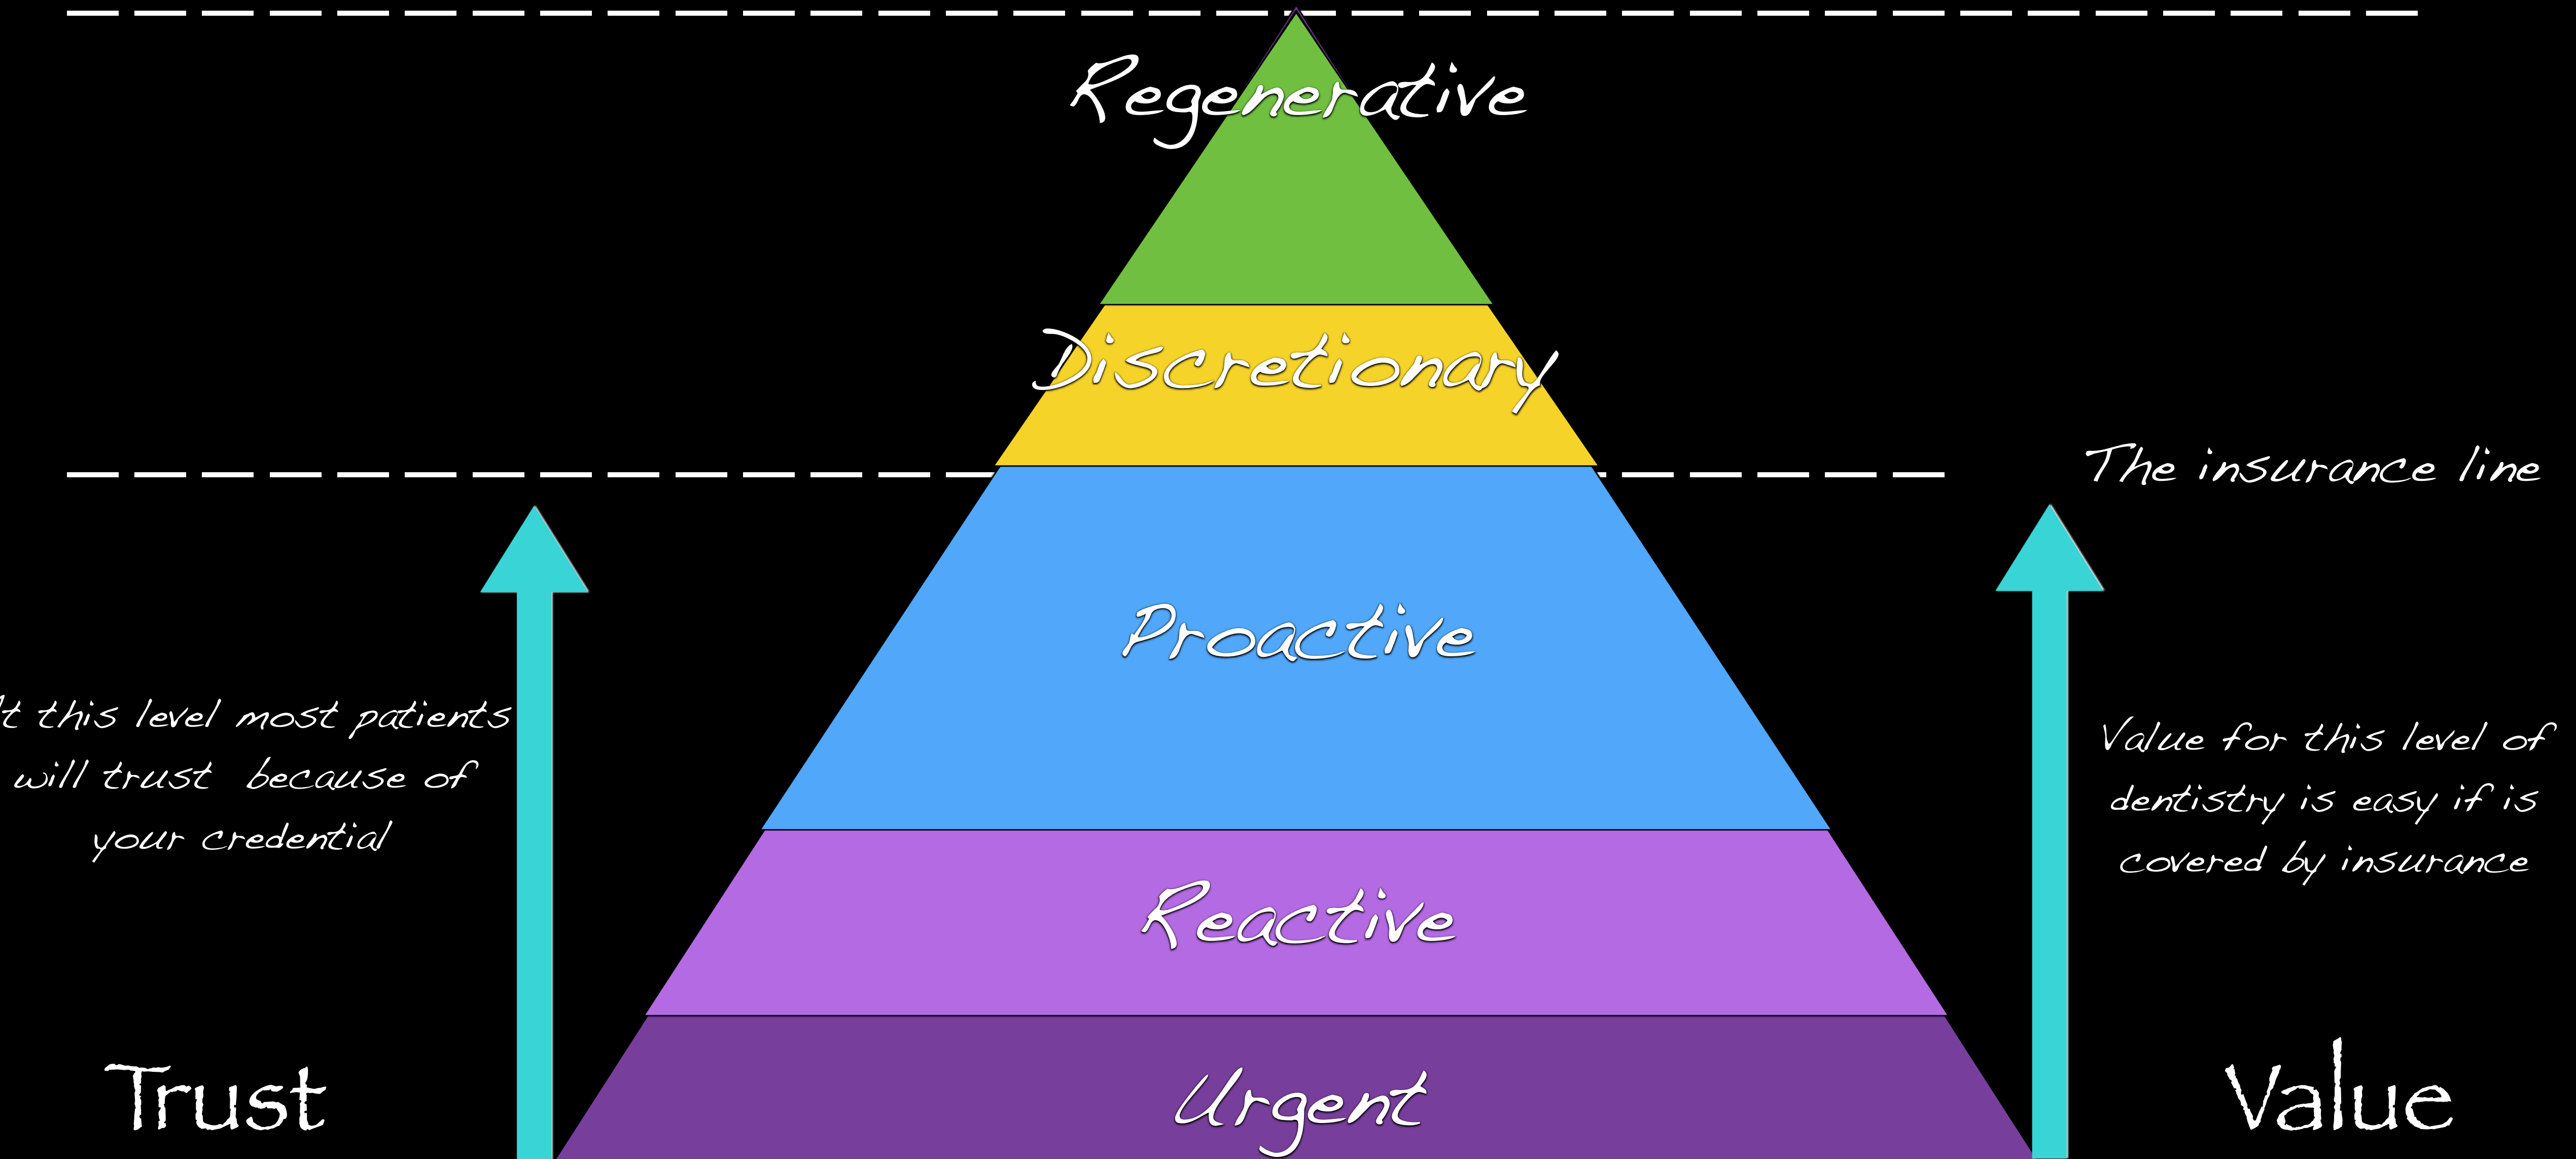 Regenerative
Discretionary
The insurance line
Proactive
t this level most patients
will trust because of
your credential
Value for this level of
dentistry is easy if is
covered by insurance
Reactive
Trust
Urgent
Value